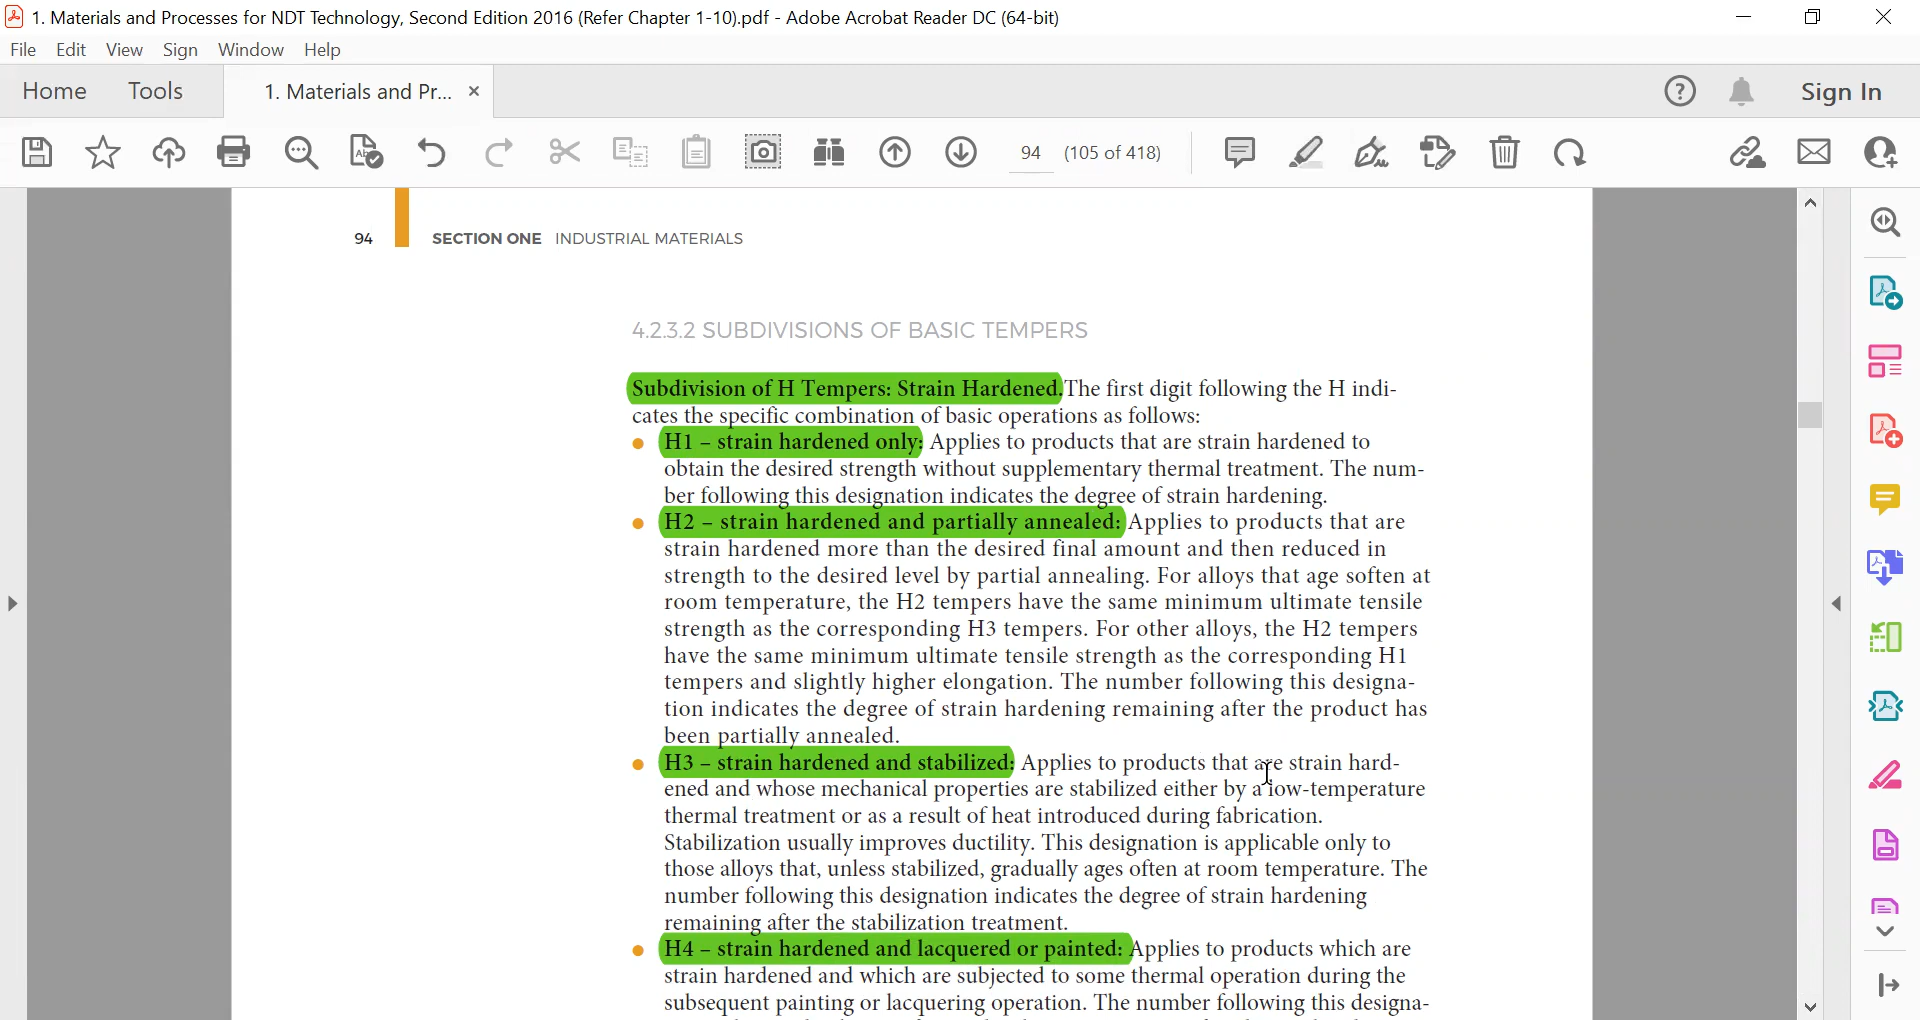 1. Materials and Processes for NDT Technology, Second Edition 2016 (Refer Chapter 1-10).pdf - Adobe Acrobat Reader DC (64-bit)
File Edit View Sign Window Help
Home Tools 1. Materials and Pr... × Sign In
94 (105 of 418)
94 SECTION ONE INDUSTRIAL MATERIALS
4.2.3.2 SUBDIVISIONS OF BASIC TEMPERS
Subdivision of H Tempers: Strain Hardened. The first digit following the H indi-
cates the specific combination of basic operations as follows:
● H1 – strain hardened only: Applies to products that are strain hardened to
obtain the desired strength without supplementary thermal treatment. The num-
ber following this designation indicates the degree of strain hardening.
● H2 – strain hardened and partially annealed: Applies to products that are
strain hardened more than the desired final amount and then reduced in
strength to the desired level by partial annealing. For alloys that age soften at
room temperature, the H2 tempers have the same minimum ultimate tensile
strength as the corresponding H3 tempers. For other alloys, the H2 tempers
have the same minimum ultimate tensile strength as the corresponding H1
tempers and slightly higher elongation. The number following this designa-
tion indicates the degree of strain hardening remaining after the product has
been partially annealed.
● H3 – strain hardened and stabilized: Applies to products that are strain hard-
ened and whose mechanical properties are stabilized either by a low-temperature
thermal treatment or as a result of heat introduced during fabrication.
Stabilization usually improves ductility. This designation is applicable only to
those alloys that, unless stabilized, gradually ages often at room temperature. The
number following this designation indicates the degree of strain hardening
remaining after the stabilization treatment.
● H4 – strain hardened and lacquered or painted: Applies to products which are
strain hardened and which are subjected to some thermal operation during the
subsequent painting or lacquering operation. The number following this designa-